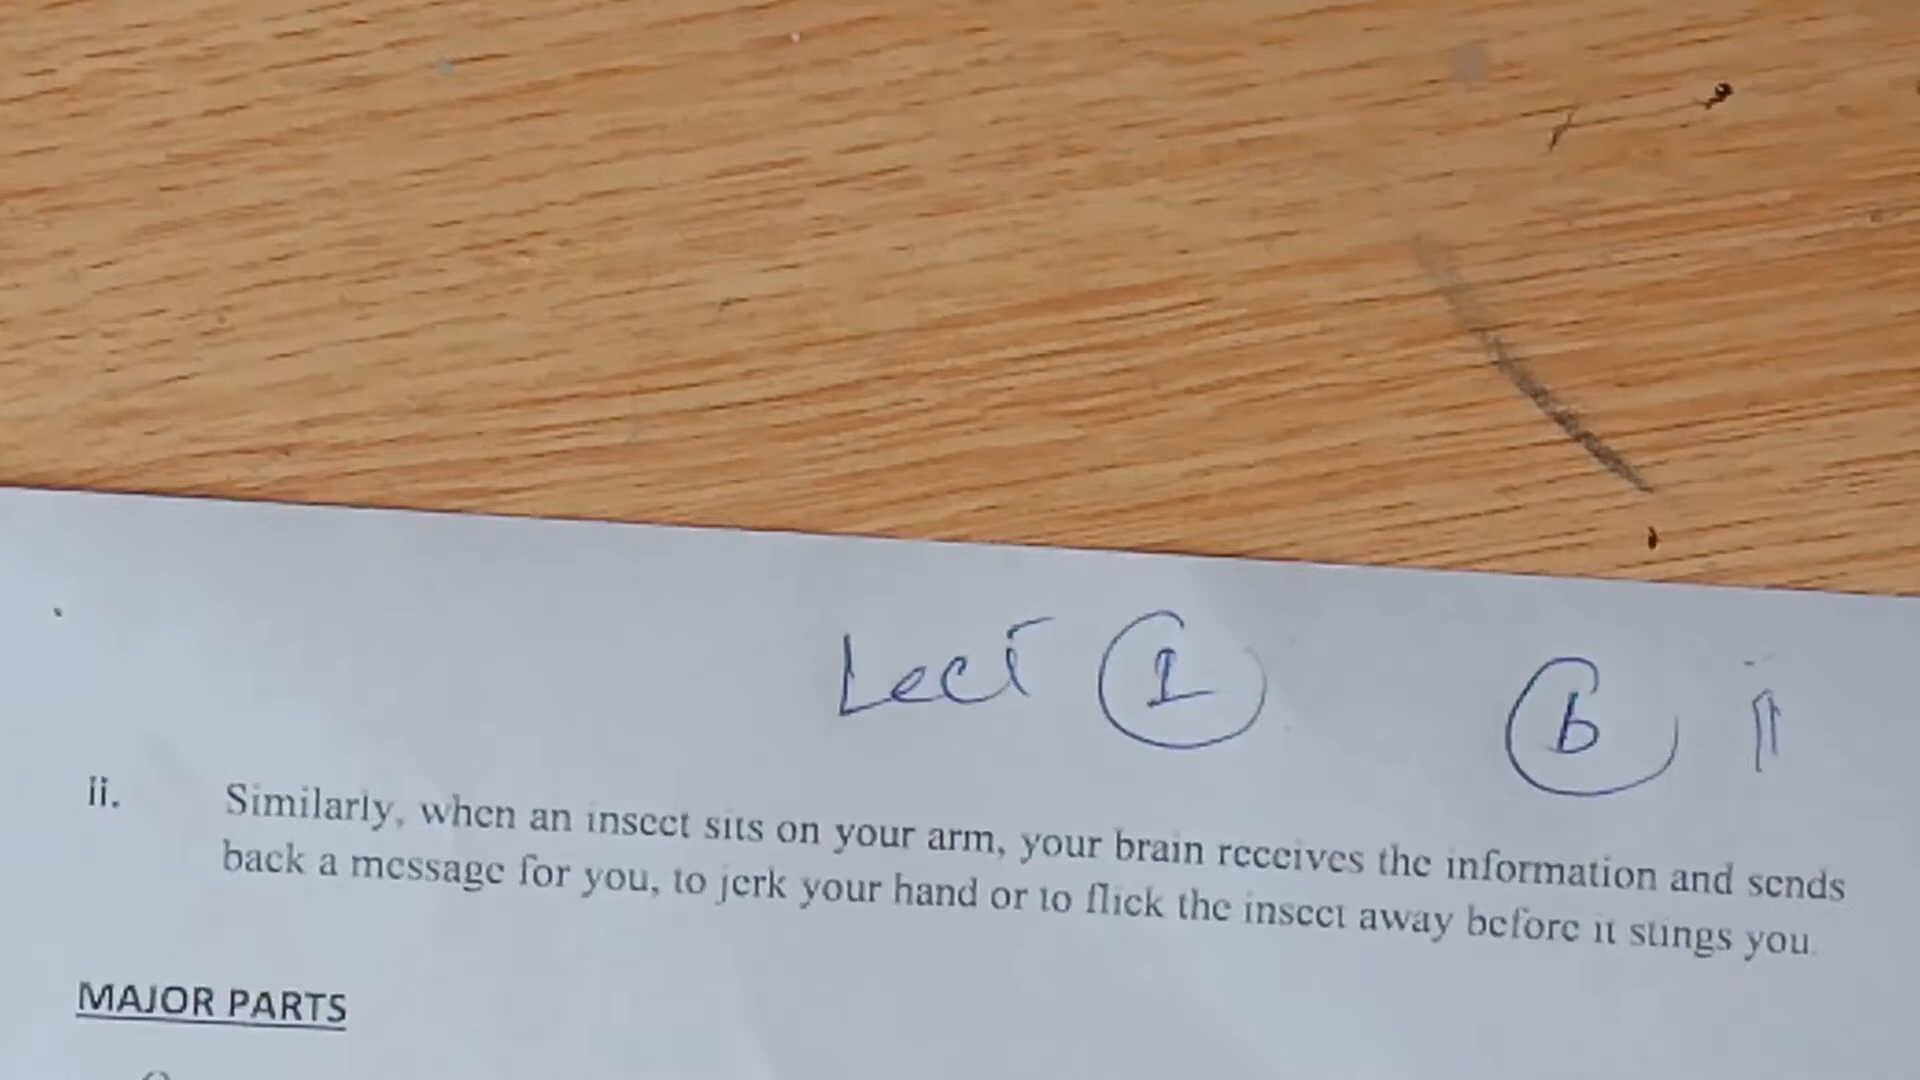 Lect 1 b ii
ii. Similarly, when an insect sits on your arm, your brain receives the information and sends
back a message for you, to jerk your hand or to flick the insect away before it stings you.
MAJOR PARTS